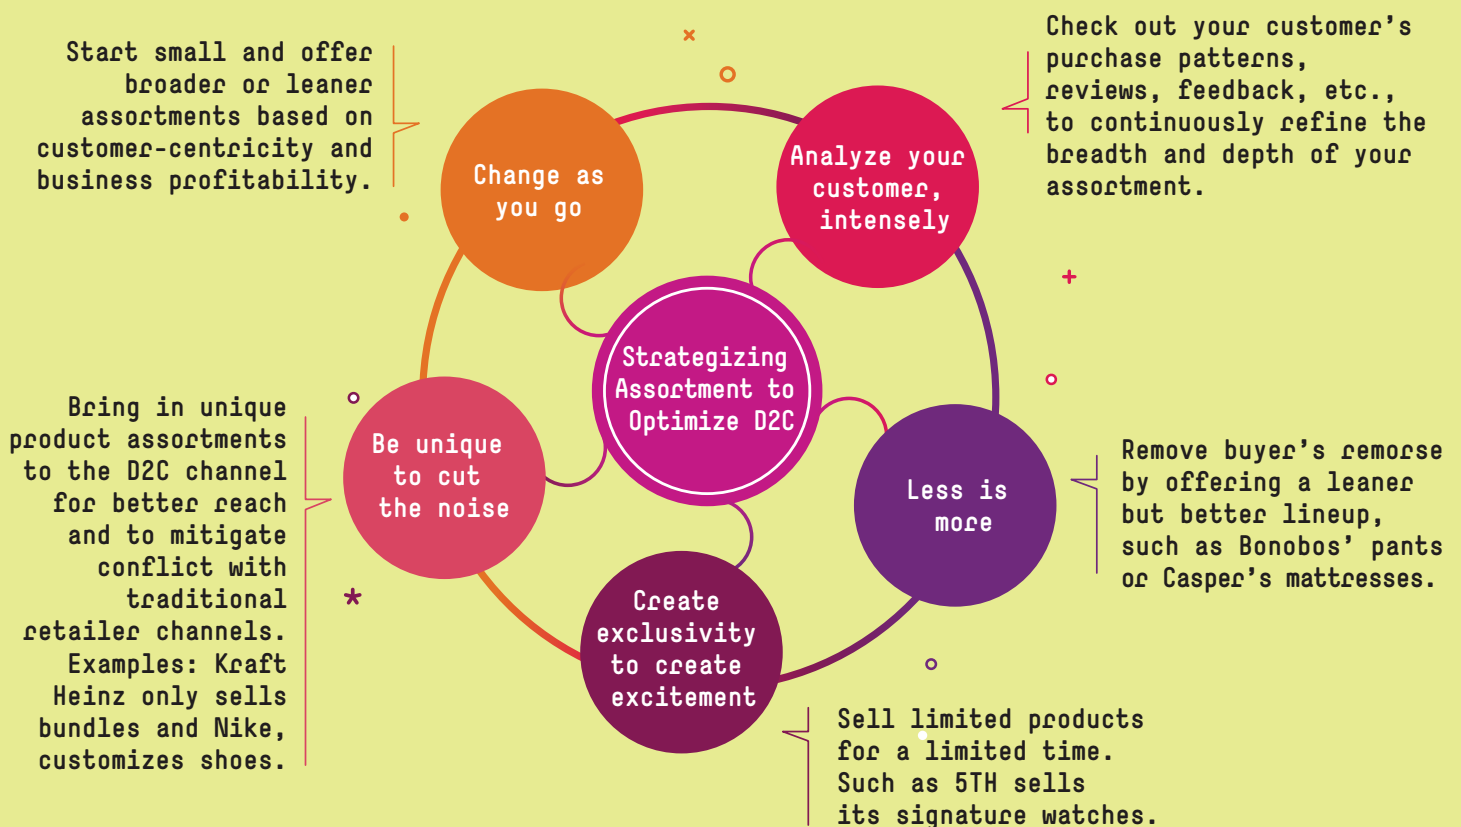 Start small and offer
broader or leaner
assortments based on
customer-centricity and
business profitability.
Change as
you go
Analyze your
customer,
intensely
Check out your customer's
purchase patterns,
reviews, feedback, etc.,
to continuously refine the
breadth and depth of your
assortment.
Strategizing
Assortment to
Optimize D2C
Bring in unique
product assortments
to the D2C channel
for better reach
and to mitigate
conflict with
traditional
retailer channels.
Examples: Kraft
Heinz only sells
bundles and Nike,
customizes shoes.
Be unique
to cut
the noise
Less is
more
Remove buyer's remorse
by offering a leaner
but better lineup,
such as Bonobos' pants
or Casper's mattresses.
Create
exclusivity
to create
excitement
Sell limited products
for a limited time.
Such as 5TH sells
its signature watches.